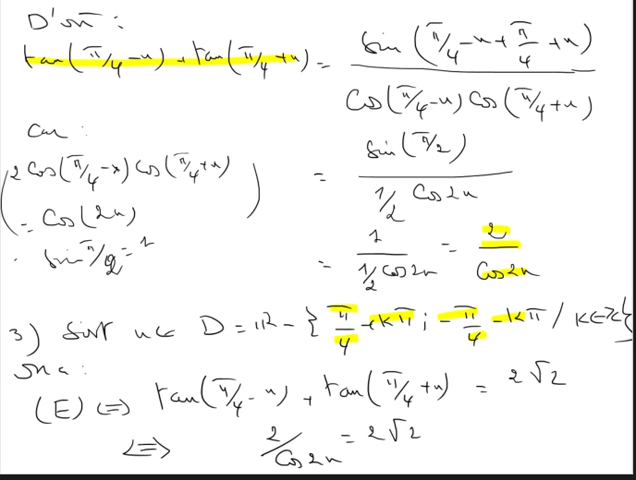 D'où :
tan(π/4 - x) + tan(π/4 + x) = sin(π/4 - x + π/4 + x) / cos(π/4 - x) cos(π/4 + x)
car :
(2 cos(π/4 - x) cos(π/4 + x) = sin(π/2) / 1/2 cos 2x
= cos(2x) )
. sin π/2 = 1
= 1 / 1/2 cos 2x = 2 / cos 2x
3) Soit x ∈ D = ℝ - { π/4 + kπ ; -π/4 - kπ / k ∈ ℤ }
on a :
(E) ⟺ tan(π/4 - x) + tan(π/4 + x) = 2√2
⟺ 2 / cos 2x = 2√2